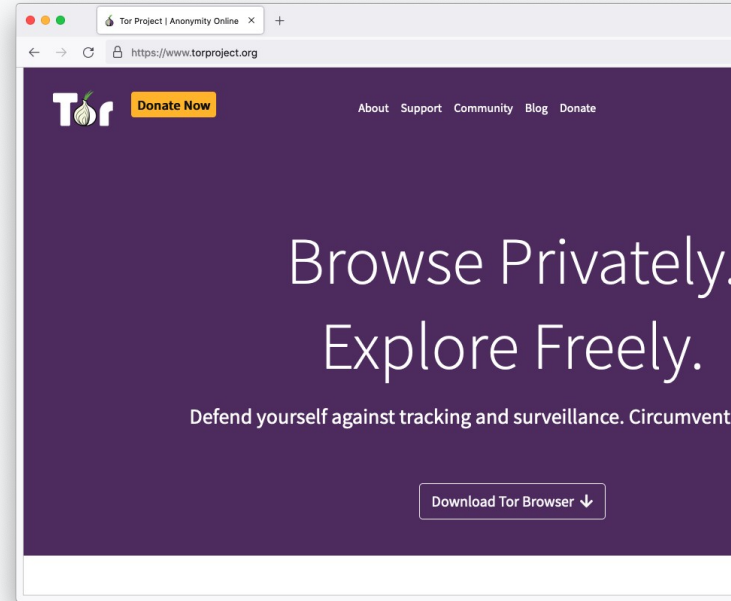 Tor Project | Anonymity Online
https://www.torproject.org
Tor Donate Now About Support Community Blog Donate
Browse Privately.
Explore Freely.
Defend yourself against tracking and surveillance. Circumvent
Download Tor Browser